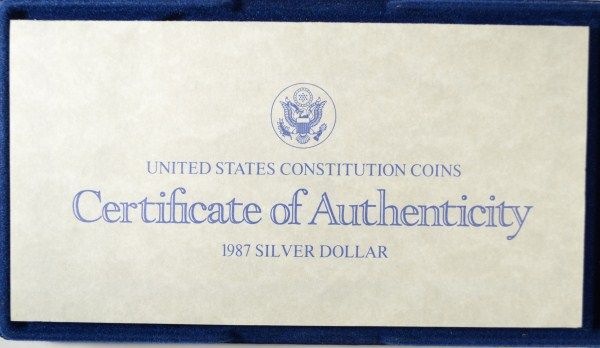 UNITED STATES CONSTITUTION COINS
Certificate of Authenticity
1987 SILVER DOLLAR